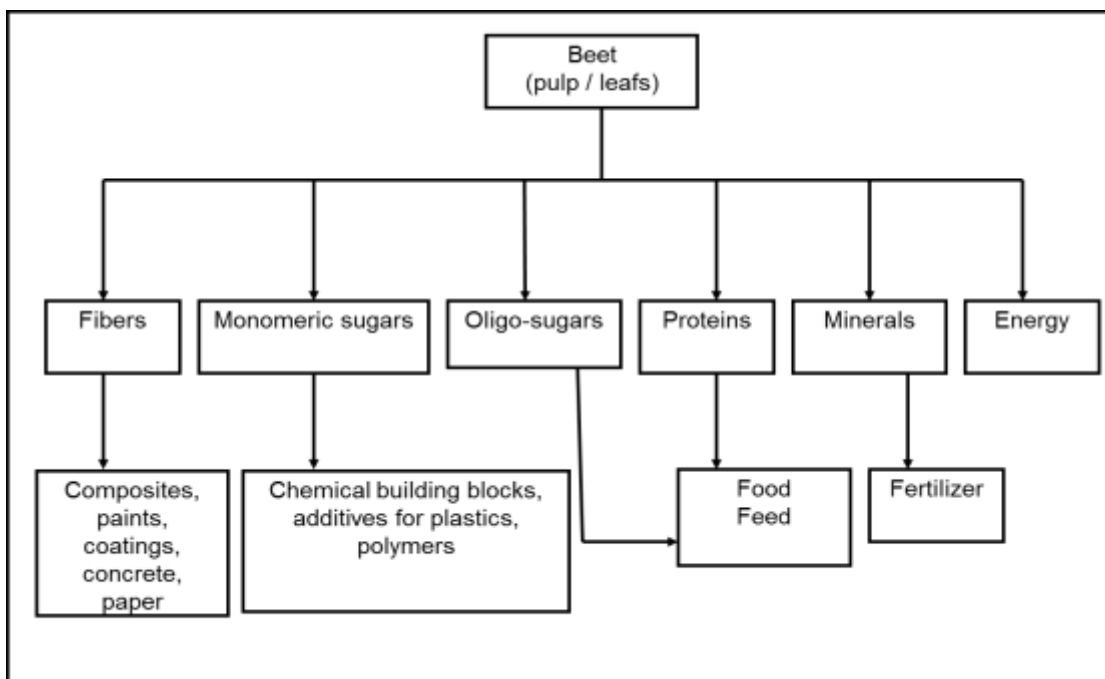 Beet
(pulp / leafs)
Fibers
Monomeric sugars
Oligo-sugars
Proteins
Minerals
Energy
Composites,
paints,
coatings,
concrete,
paper
Chemical building blocks,
additives for plastics,
polymers
Food
Feed
Fertilizer